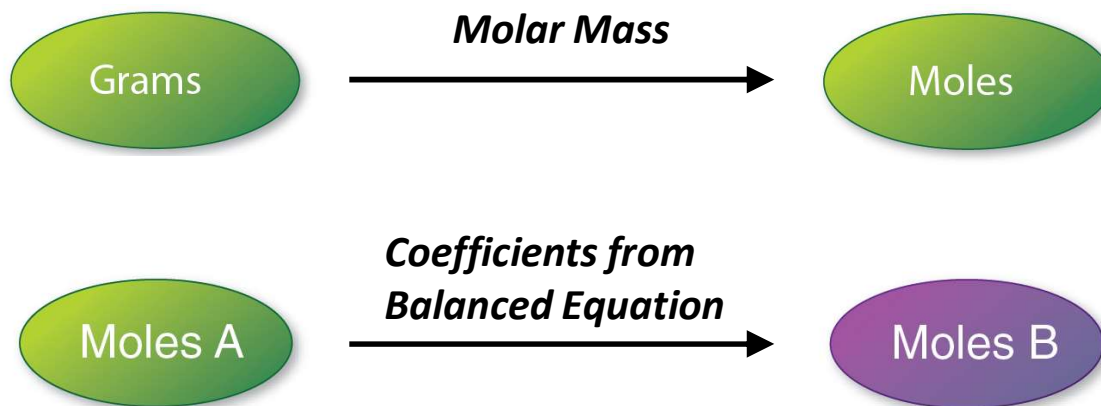 Molar Mass
Grams
Moles
Coefficients from
Balanced Equation
Moles A
Moles B